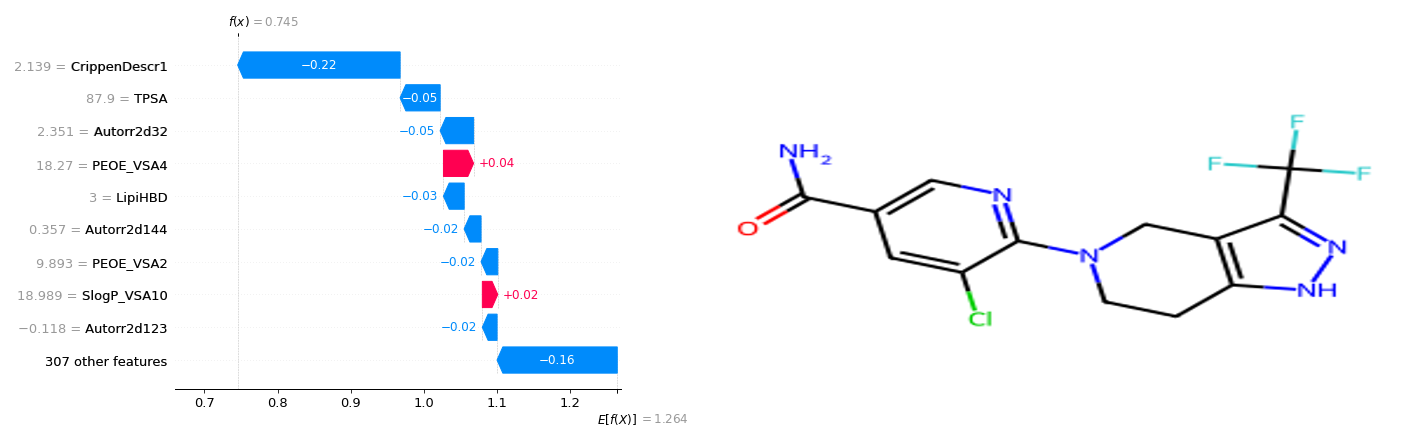 f(x) = 0.745
2.139 = CrippenDescr1
−0.22
87.9 = TPSA
−0.05
2.351 = Autorr2d32
−0.05
18.27 = PEOE_VSA4
+0.04
3 = LipiHBD
−0.03
0.357 = Autorr2d144
−0.02
9.893 = PEOE_VSA2
−0.02
18.989 = SlogP_VSA10
+0.02
−0.118 = Autorr2d123
−0.02
307 other features
−0.16
0.7 0.8 0.9 1.0 1.1 1.2
E[f(X)] = 1.264
F
F
F
NH2
O
N
N
N
NH
Cl